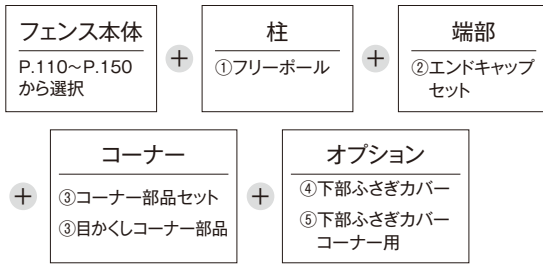 フェンス本体
P.110～P.150
から選択
+
柱
①フリーポール
+
端部
②エンドキャップ
セット
+
コーナー
③コーナー部品セット
③目かくしコーナー部品
+
オプション
④下部ふさぎカバー
⑤下部ふさぎカバー
コーナー用